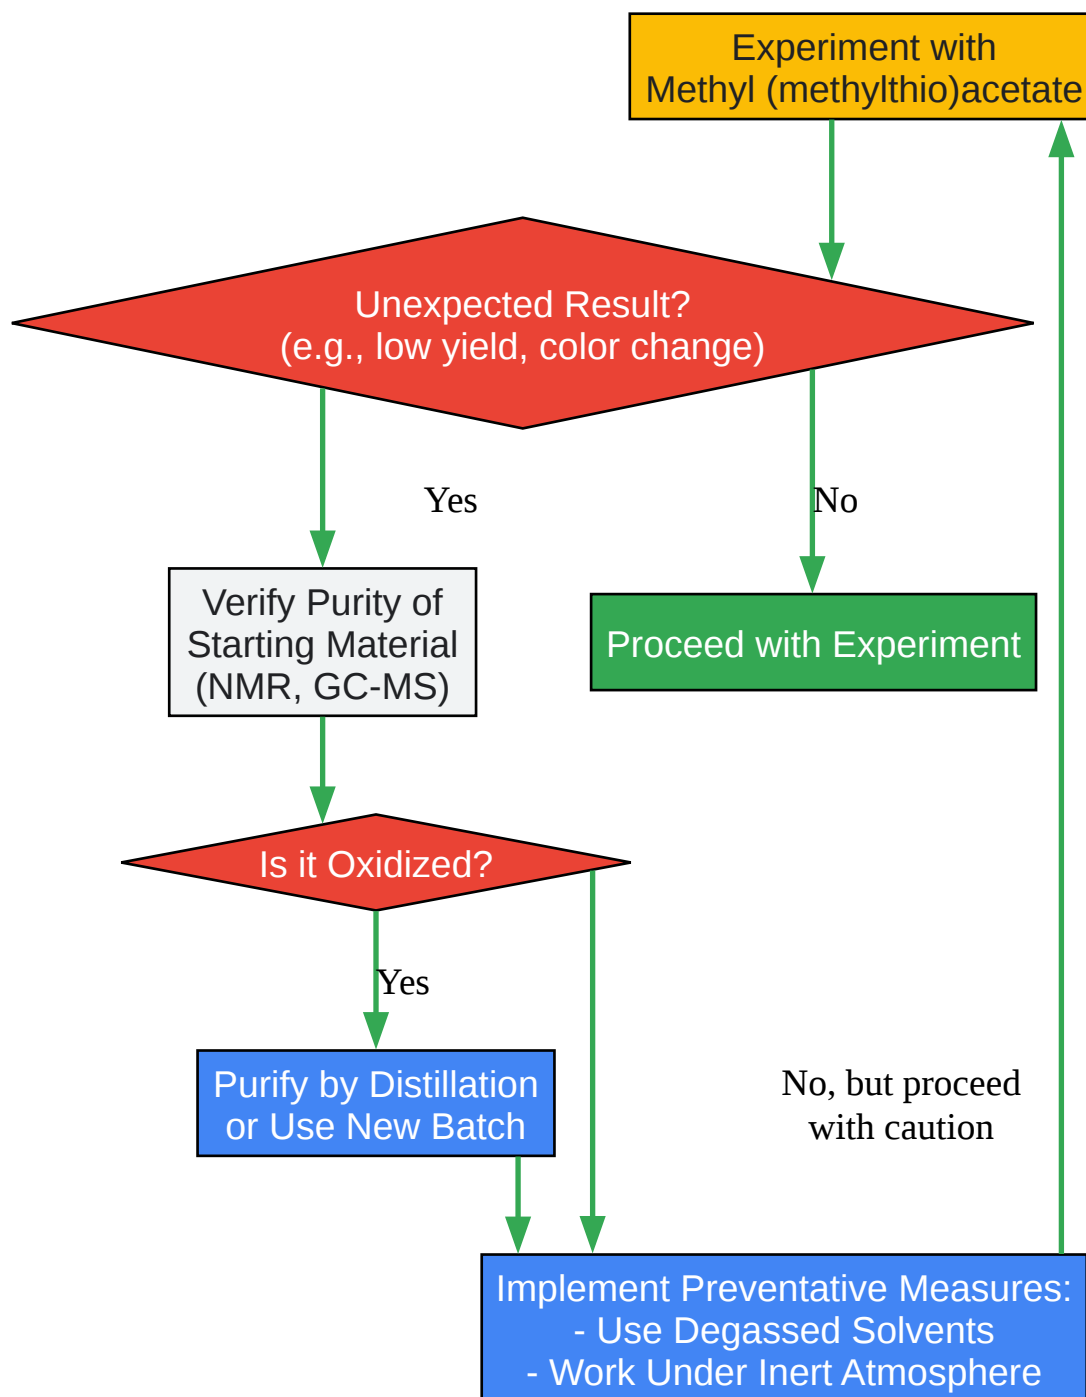 Experiment with
Methyl (methylthio)acetate
Unexpected Result?
(e.g., low yield, color change)
Yes
No
Verify Purity of
Starting Material
(NMR, GC-MS)
Proceed with Experiment
Is it Oxidized?
Yes
Purify by Distillation
or Use New Batch
No, but proceed
with caution
Implement Preventative Measures:
- Use Degassed Solvents
- Work Under Inert Atmosphere